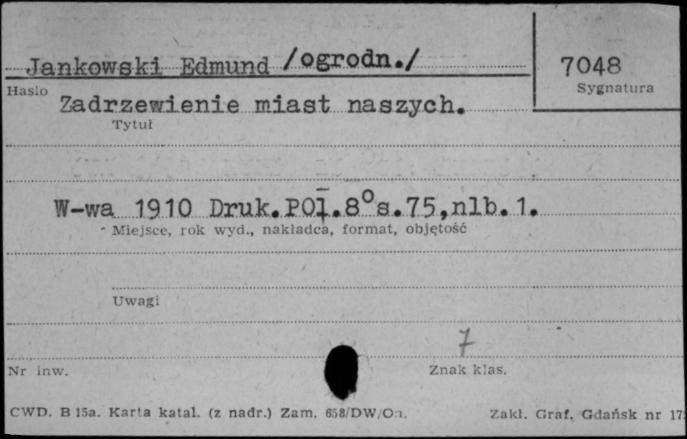 Jankowski Edmund /ogrodn./
7048
Hasło
Sygnatura
Zadrzewienie miast naszych.
Tytuł
W-wa 1910 Druk.POl.8° s.75,nlb.1.
Miejsce, rok wyd., nakładca, format, objętość
Uwagi
7
Nr inw.
Znak klas.
CWD. B 15a. Karta katal. (z nadr.) Zam. 658/DW/On.
Zakł. Graf. Gdańsk nr